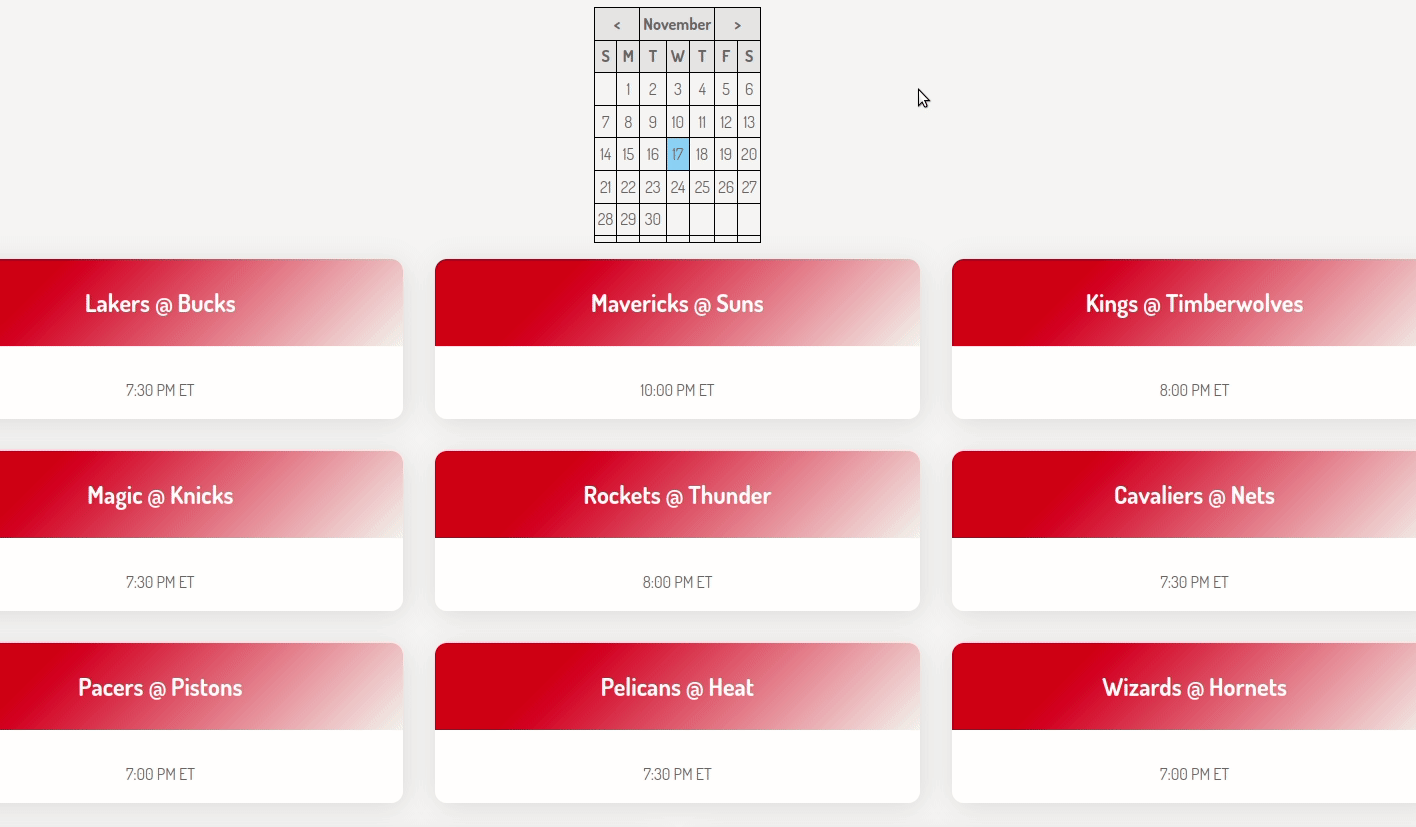 < November >
S M T W T F S
1 2 3 4 5 6
7 8 9 10 11 12 13
14 15 16 17 18 19 20
21 22 23 24 25 26 27
28 29 30
Lakers @ Bucks
7:30 PM ET
Mavericks @ Suns
10:00 PM ET
Kings @ Timberwolves
8:00 PM ET
Magic @ Knicks
7:30 PM ET
Rockets @ Thunder
8:00 PM ET
Cavaliers @ Nets
7:30 PM ET
Pacers @ Pistons
7:00 PM ET
Pelicans @ Heat
7:30 PM ET
Wizards @ Hornets
7:00 PM ET